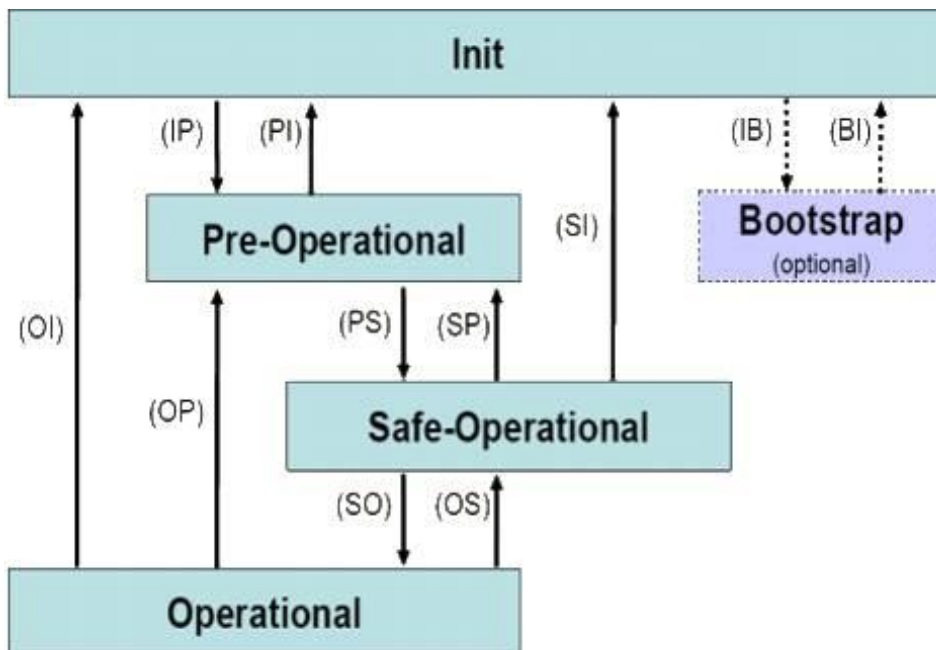 Init
(IP)
(PI)
(IB)
(BI)
Pre-Operational
Bootstrap
(optional)
(SI)
(OI)
(PS)
(SP)
(OP)
Safe-Operational
(SO)
(OS)
Operational